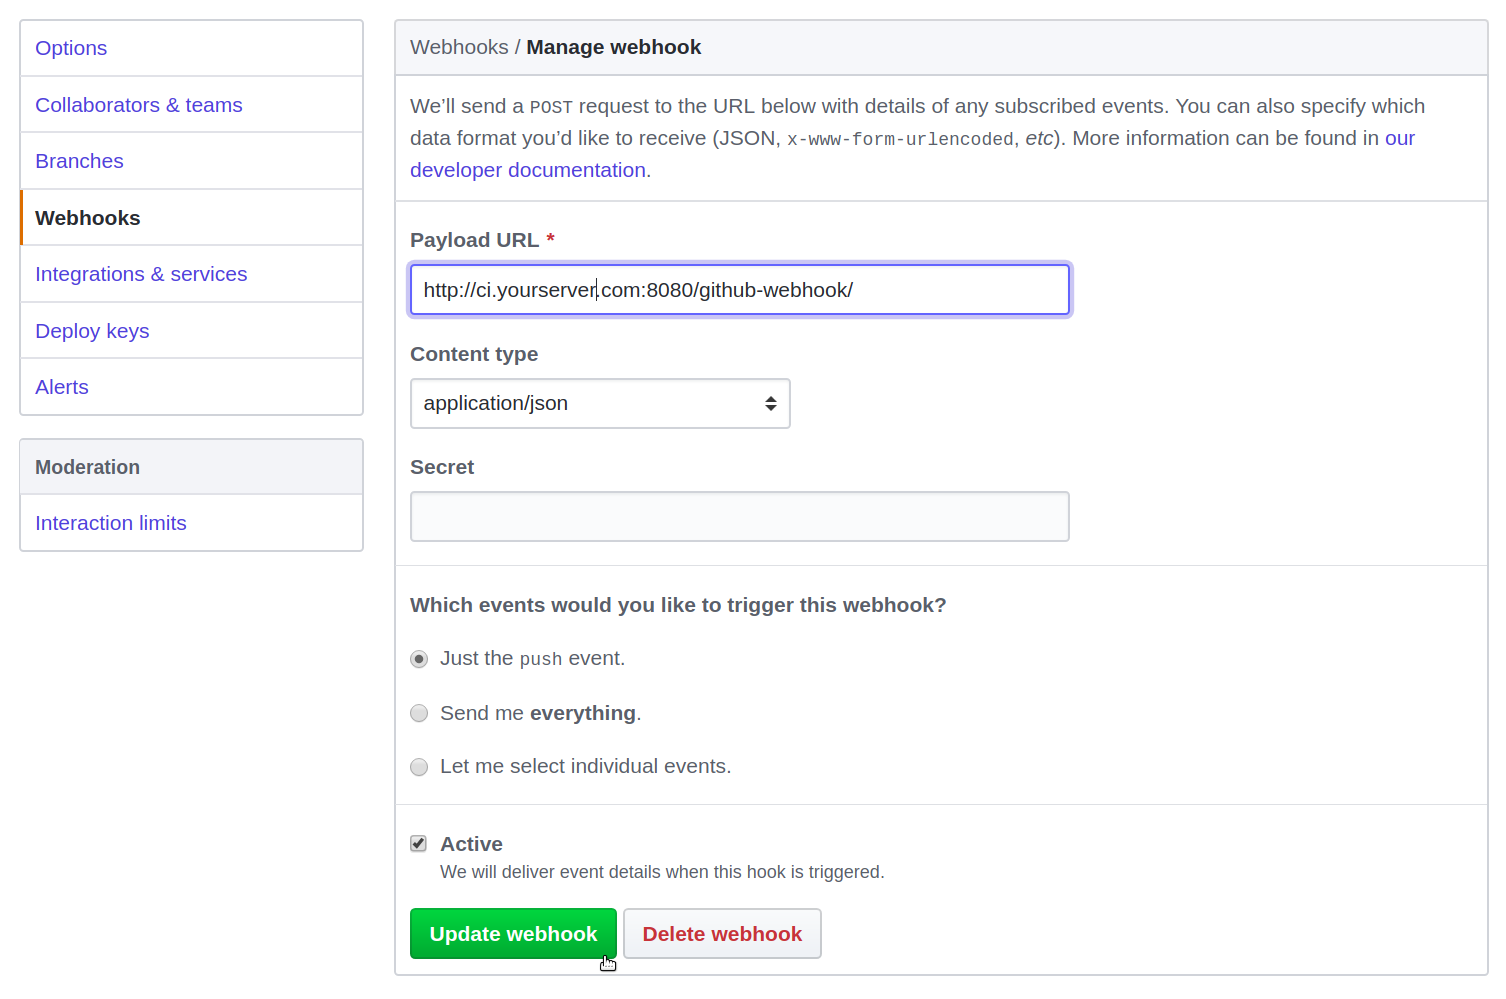 Options
Collaborators & teams
Branches
Webhooks
Integrations & services
Deploy keys
Alerts
Moderation
Interaction limits
Webhooks / Manage webhook
We’ll send a POST request to the URL below with details of any subscribed events. You can also specify which
data format you’d like to receive (JSON, x-www-form-urlencoded, etc). More information can be found in our
developer documentation.
Payload URL *
http://ci.yourserver.com:8080/github-webhook/
Content type
application/json
Secret
Which events would you like to trigger this webhook?
Just the push event.
Send me everything.
Let me select individual events.
Active
We will deliver event details when this hook is triggered.
Update webhook
Delete webhook